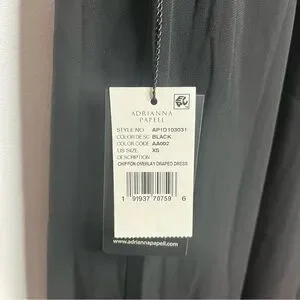 ADRIANNA
PAPELL
STYLE NO AP1D103031
COLOR DESC BLACK
COLOR CODE AA002
US SIZE XS
DESCRIPTION
CHIFFON OVERLAY DRAPED DRESS
1 91937 78759 6
www.adriannapapell.com